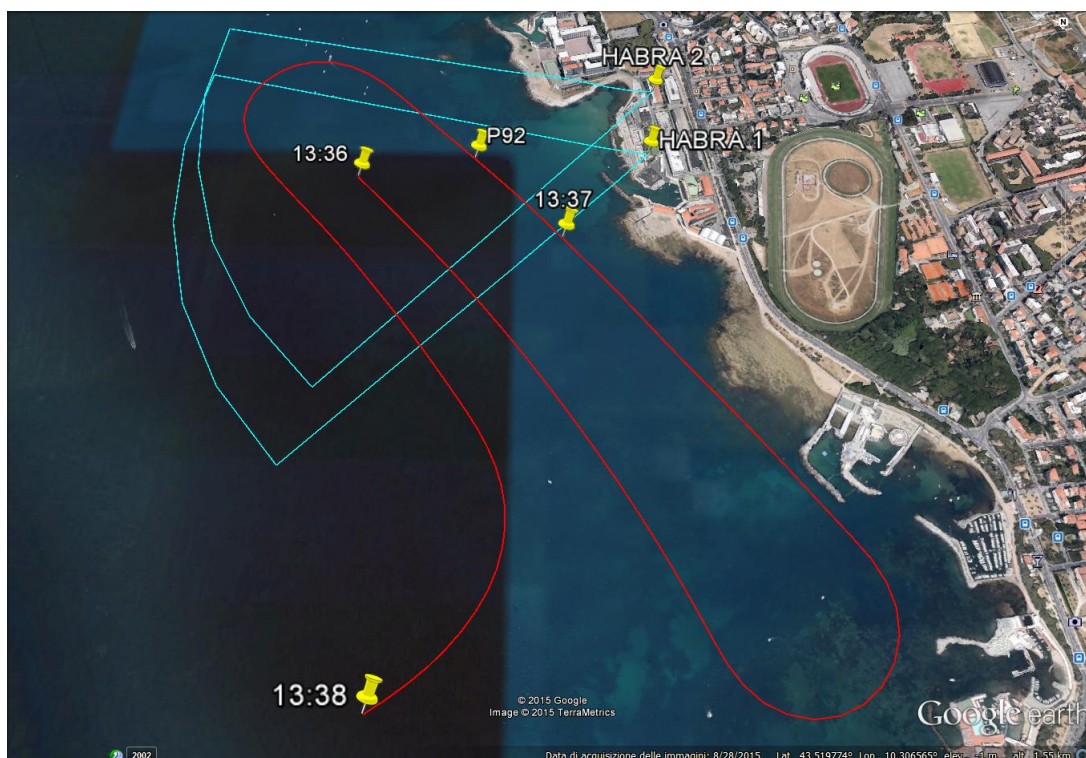 HABRA 2
P92
HABRA 1
13:36
13:37
13:38
© 2015 Google
Image © 2015 TerraMetrics
Google earth
2002
Data di acquisizione delle immagini: 8/28/2015 Lat 43.519774° Lon 10.306565° elev -1 m alt 1.55 km